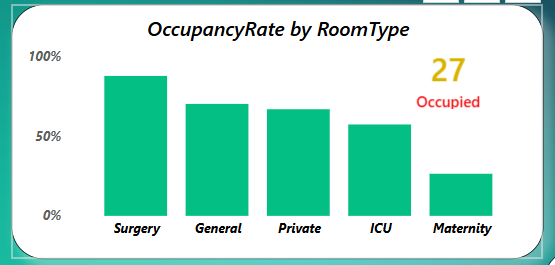 OccupancyRate by RoomType
100%
27
Occupied
50%
0%
Surgery General Private ICU Maternity